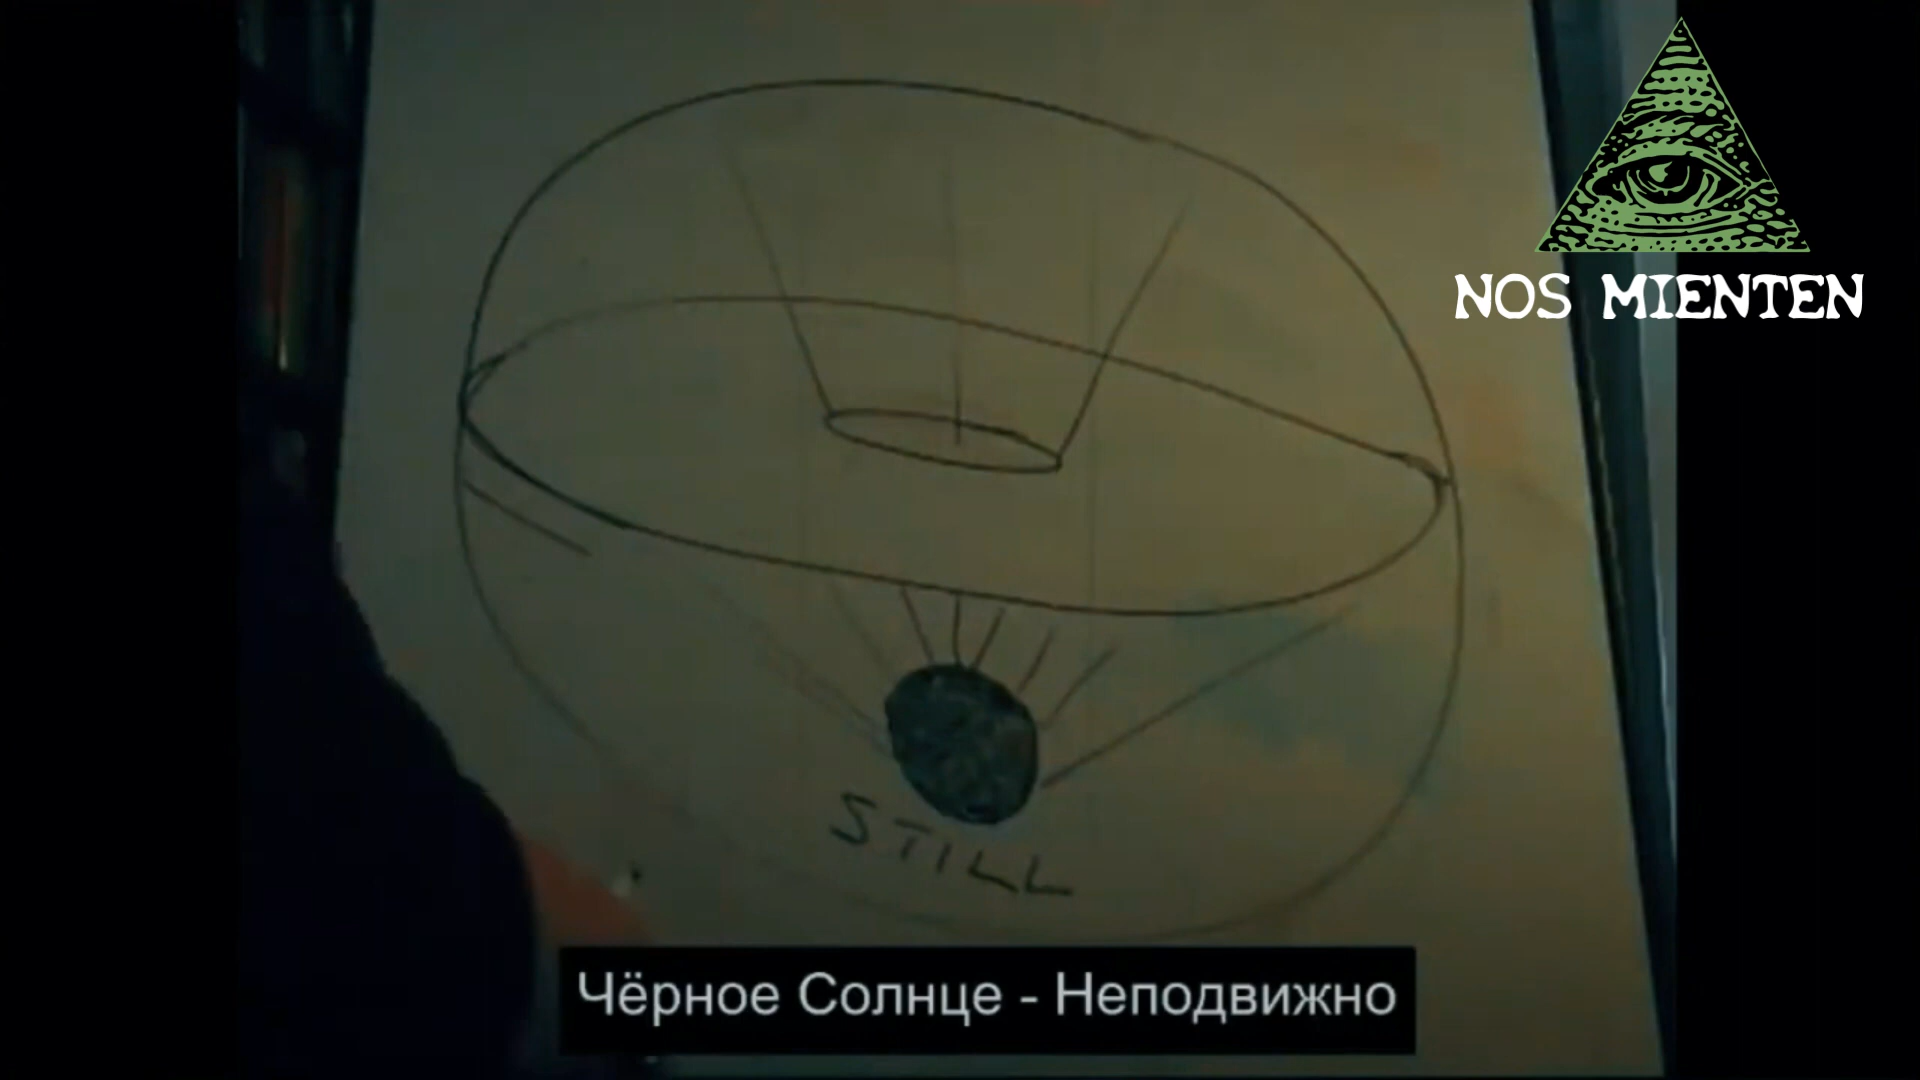 NOS MIENTEN
STILL
Чёрное Солнце - Неподвижно